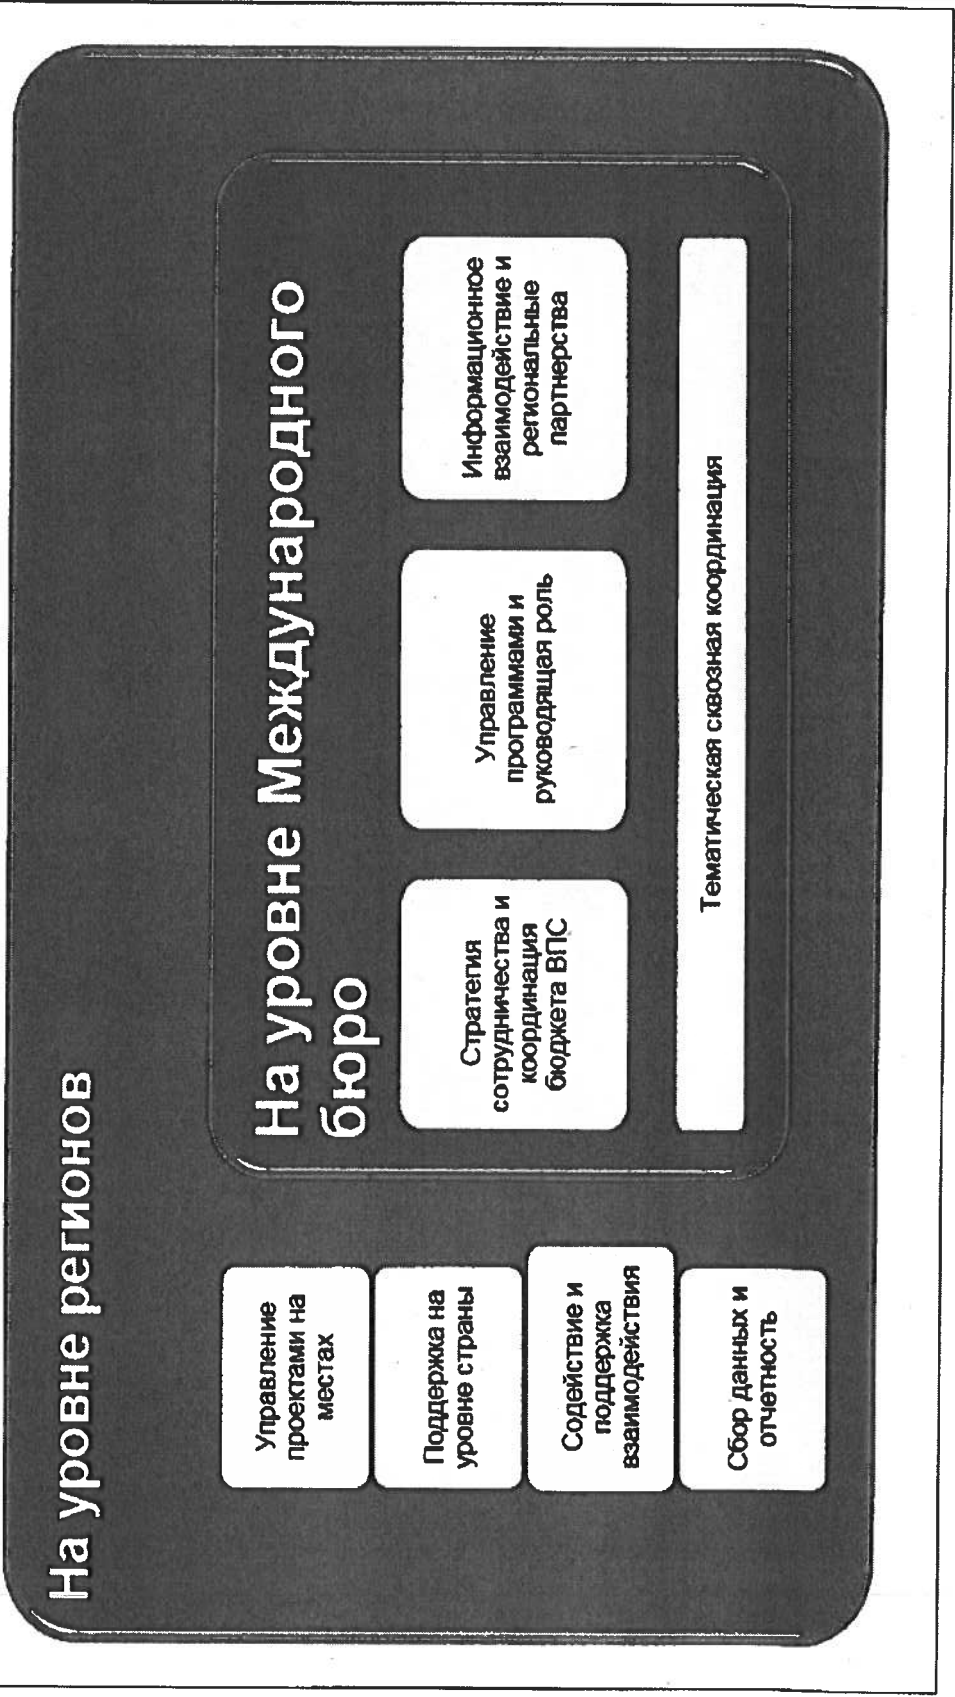 На уровне регионов
Управление
проектами на
местах
Поддержка на
уровне страны
Содействие и
поддержка
взаимодействия
Сбор данных и
отчетность
На уровне Международного
бюро
Стратегия
сотрудничества и
координация
бюджета ВПС
Управление
программами и
руководящая роль
Информационное
взаимодействие и
региональные
партнерства
Тематическая сквозная координация